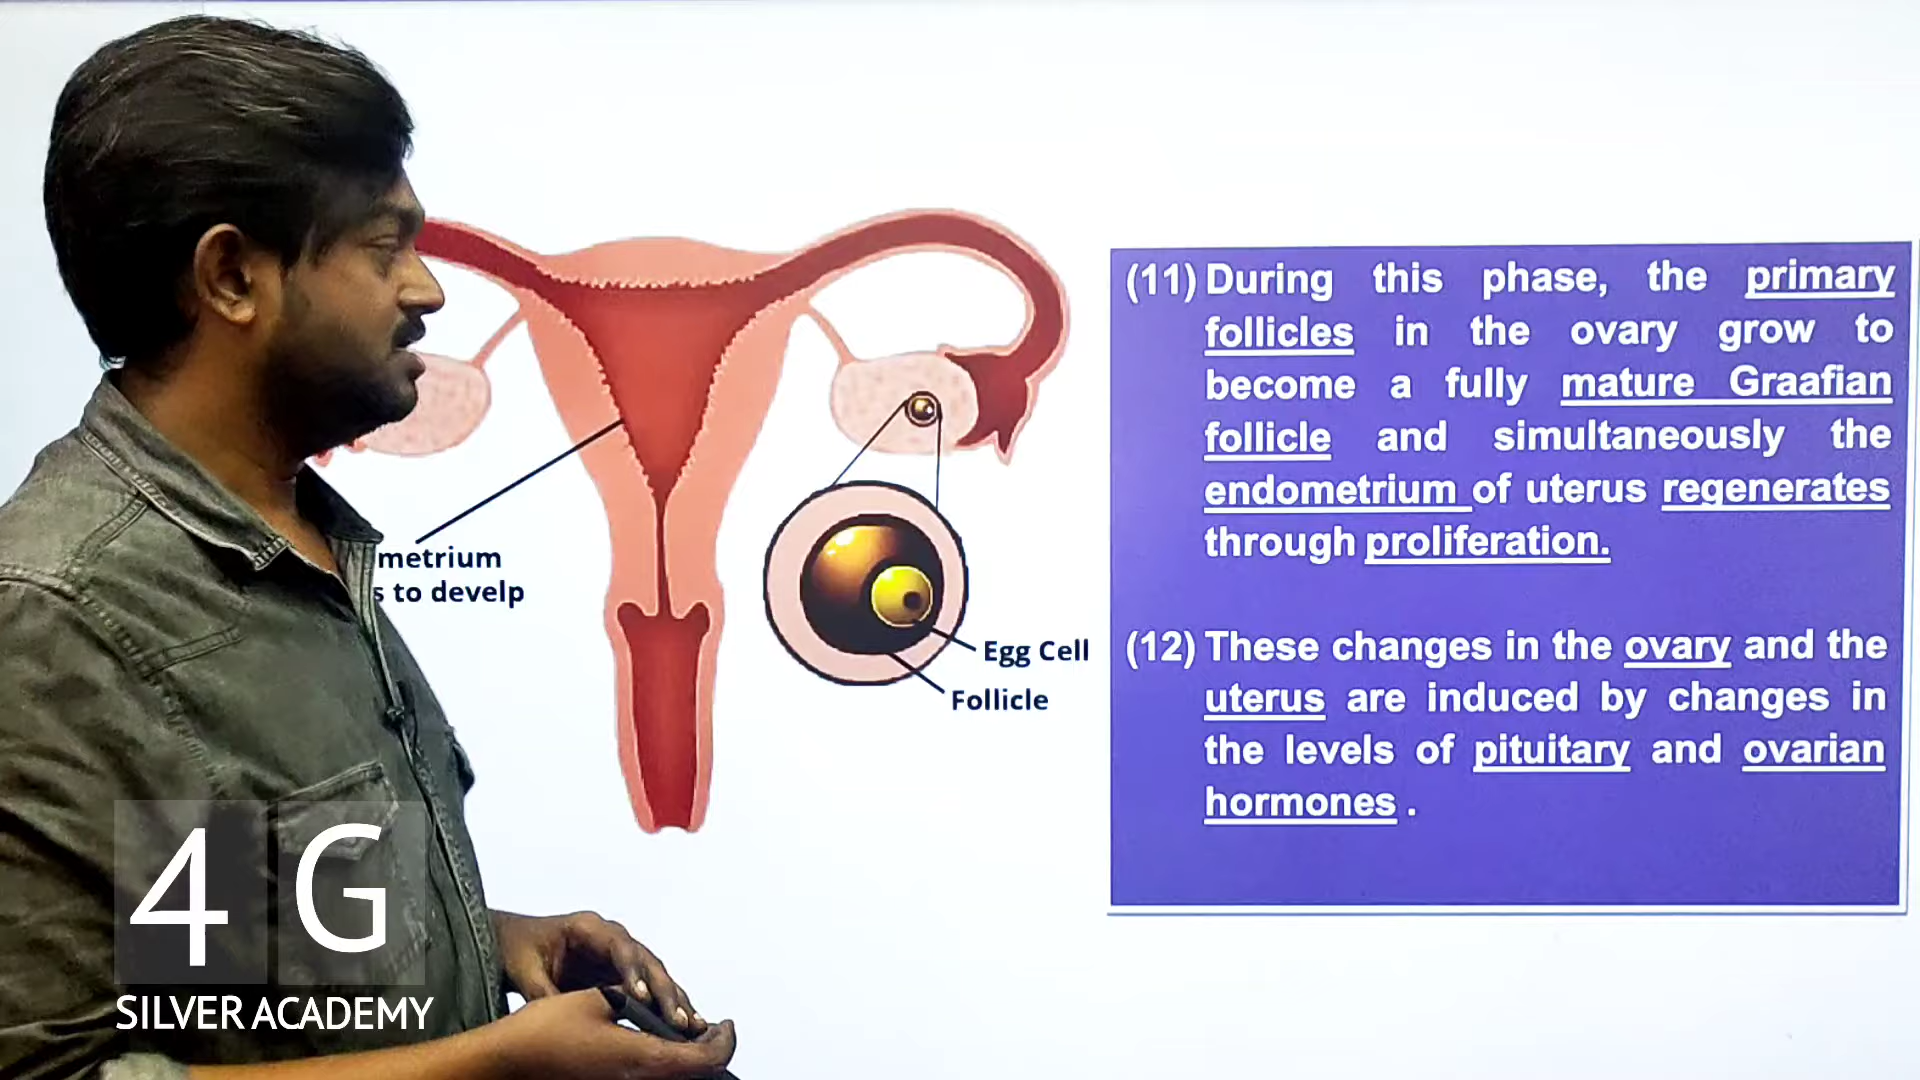 (11) During this phase, the primary
follicles in the ovary grow to
become a fully mature Graafian
follicle and simultaneously the
endometrium of uterus regenerates
through proliferation.
(12) These changes in the ovary and the
uterus are induced by changes in
the levels of pituitary and ovarian
hormones .
metrium
s to develp
Egg Cell
Follicle
4 G
SILVER ACADEMY